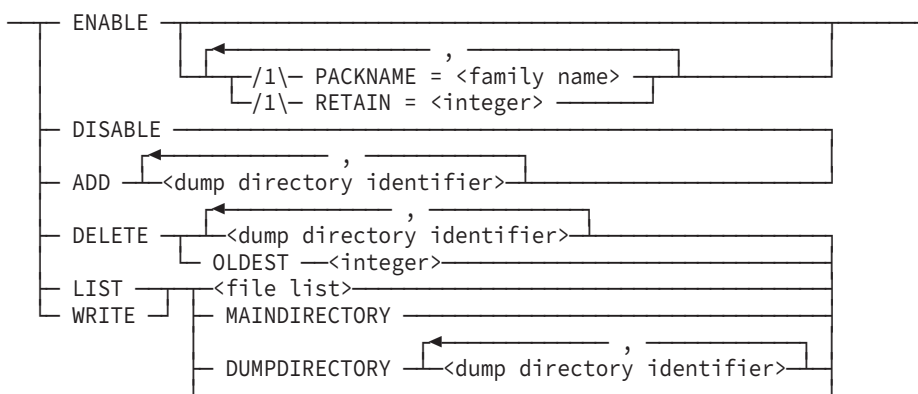 ENABLE
,
/1\ PACKNAME = <family name>
/1\ RETAIN = <integer>
DISABLE
,
ADD <dump directory identifier>
,
DELETE <dump directory identifier>
OLDEST <integer>
LIST <file list>
WRITE MAINDIRECTORY
,
DUMPDIRECTORY <dump directory identifier>